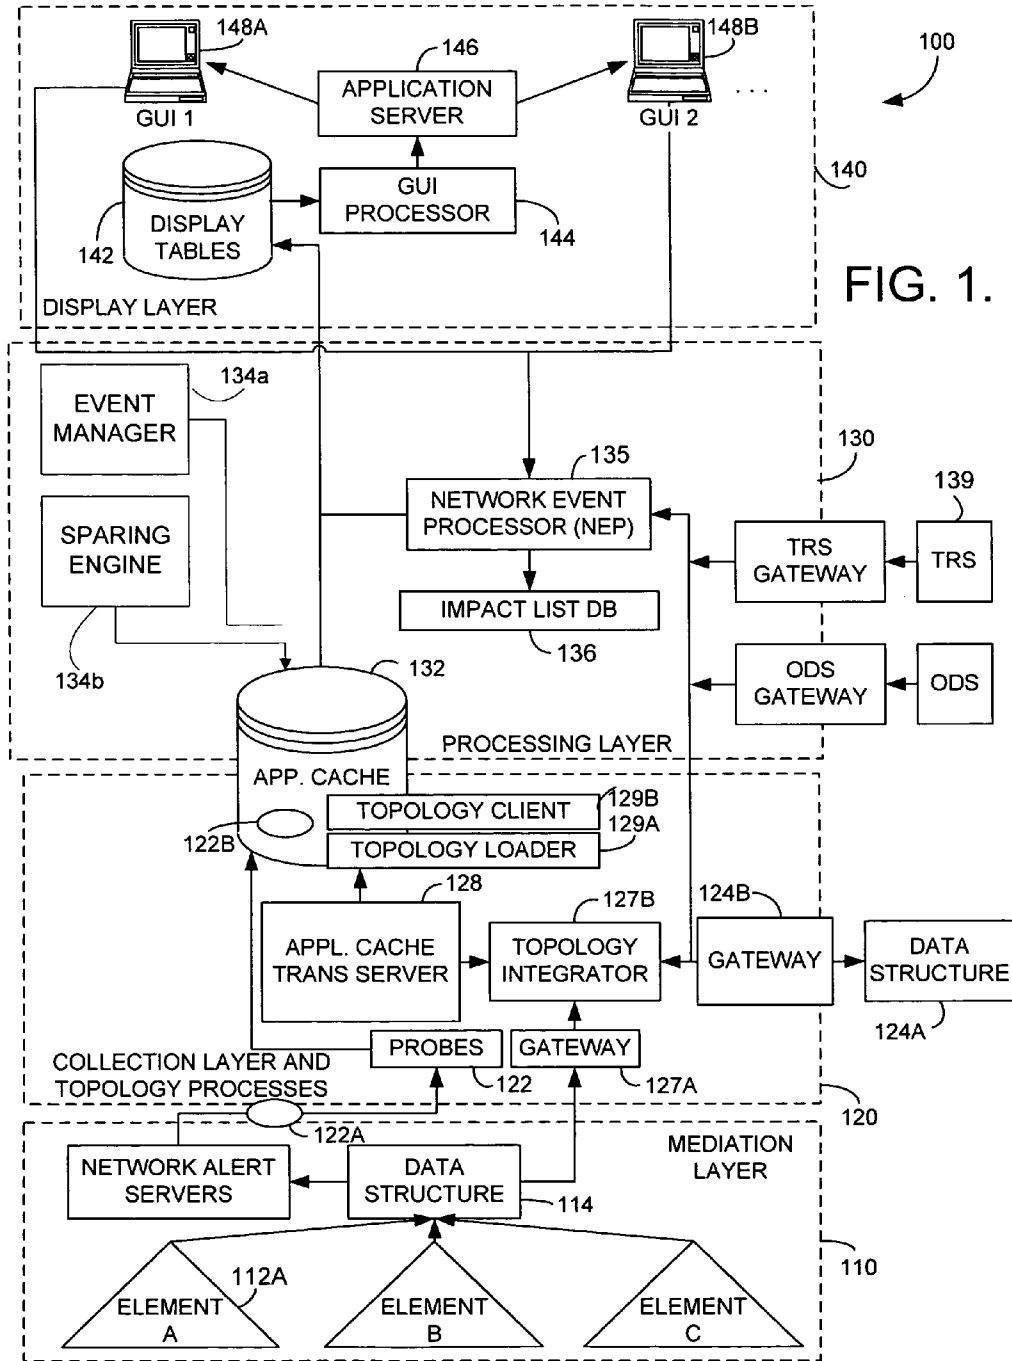 148A
148B
146
100
APPLICATION
SERVER
GUI 1
GUI 2
. . .
140
GUI
PROCESSOR
142
DISPLAY
TABLES
144
FIG. 1.
DISPLAY LAYER
134a
EVENT
MANAGER
130
135
139
NETWORK EVENT
PROCESSOR (NEP)
SPARING
ENGINE
TRS
GATEWAY
TRS
IMPACT LIST DB
136
134b
132
ODS
GATEWAY
ODS
PROCESSING LAYER
APP. CACHE
129B
TOPOLOGY CLIENT
129A
122B
TOPOLOGY LOADER
128
127B
124B
APPL. CACHE
TRANS SERVER
TOPOLOGY
INTEGRATOR
GATEWAY
DATA
STRUCTURE
124A
PROBES
GATEWAY
COLLECTION LAYER AND
TOPOLOGY PROCESSES
122
127A
120
122A
MEDIATION
LAYER
NETWORK ALERT
SERVERS
DATA
STRUCTURE
114
110
112A
ELEMENT
A
ELEMENT
B
ELEMENT
C